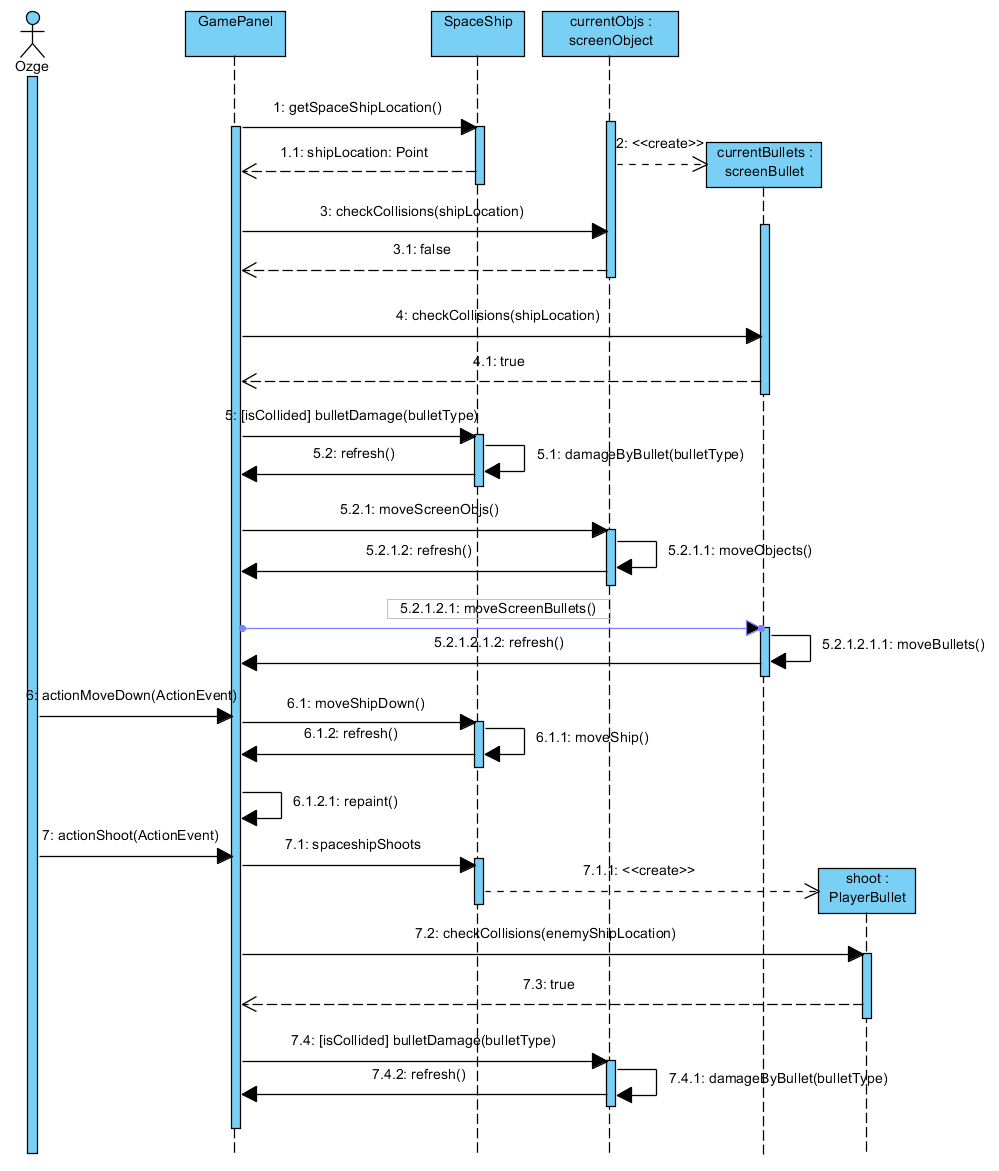 GamePanel
SpaceShip
currentObjs :
screenObject
Ozge
1: getSpaceShipLocation()
2: <<create>>
currentBullets :
screenBullet
1.1: shipLocation: Point
3: checkCollisions(shipLocation)
3.1: false
4: checkCollisions(shipLocation)
4.1: true
5: [isCollided] bulletDamage(bulletType)
5.2: refresh()
5.1: damageByBullet(bulletType)
5.2.1: moveScreenObjs()
5.2.1.2: refresh()
5.2.1.1: moveObjects()
5.2.1.2.1: moveScreenBullets()
5.2.1.2.1.2: refresh()
5.2.1.2.1.1: moveBullets()
6: actionMoveDown(ActionEvent)
6.1: moveShipDown()
6.1.2: refresh()
6.1.1: moveShip()
6.1.2.1: repaint()
7: actionShoot(ActionEvent)
7.1: spaceshipShoots
7.1.1: <<create>>
shoot :
PlayerBullet
7.2: checkCollisions(enemyShipLocation)
7.3: true
7.4: [isCollided] bulletDamage(bulletType)
7.4.2: refresh()
7.4.1: damageByBullet(bulletType)